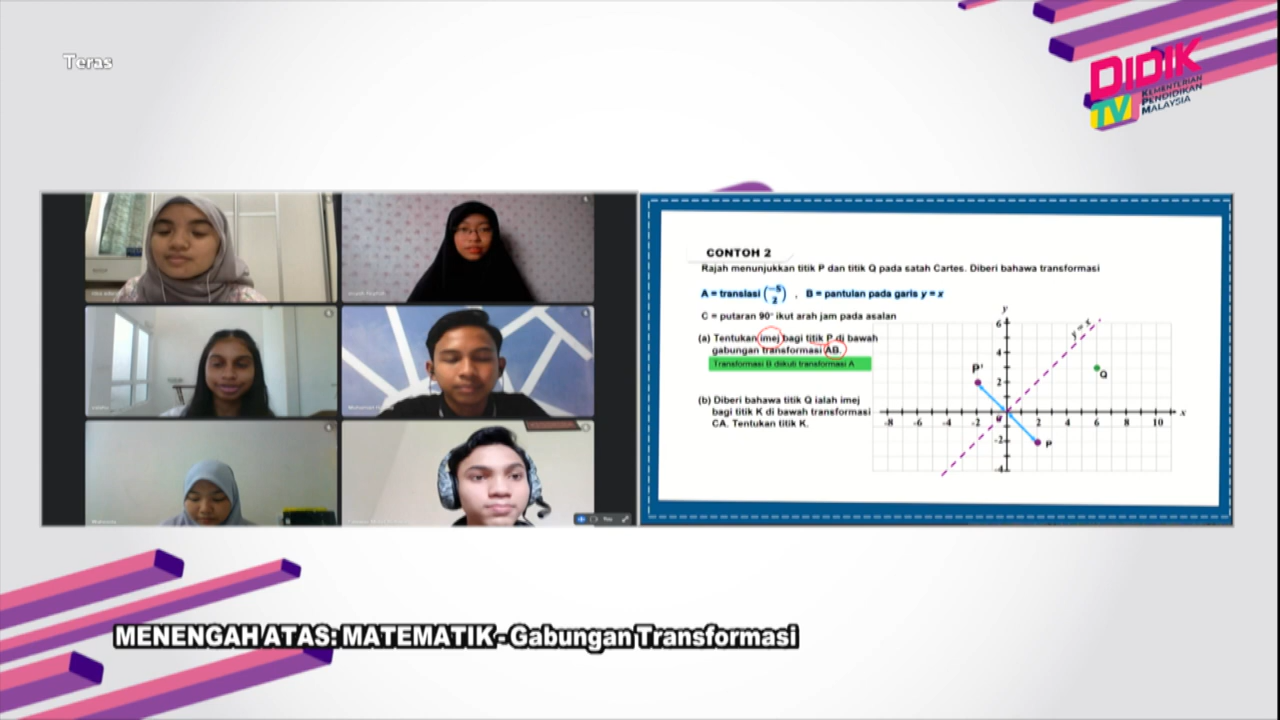 Teras
DIDIK
TV
KEMENTERIAN
PENDIDIKAN
MALAYSIA
CONTOH 2
Rajah menunjukkan titik P dan titik Q pada satah Cartes. Diberi bahawa transformasi
A = translasi (−5 2) , B = pantulan pada garis y = x
C = putaran 90° ikut arah jam pada asalan
(a) Tentukan imej bagi titik P di bawah
gabungan transformasi AB.
Transformasi B diikuti transformasi A
(b) Diberi bahawa titik Q ialah imej
bagi titik K di bawah transformasi
CA. Tentukan titik K.
y
6
y = x
4
Q
P'
2
x
-8 -6 -4 -2 2 4 6 8 10
-2
P
-4
MENENGAH ATAS: MATEMATIK - Gabungan Transformasi